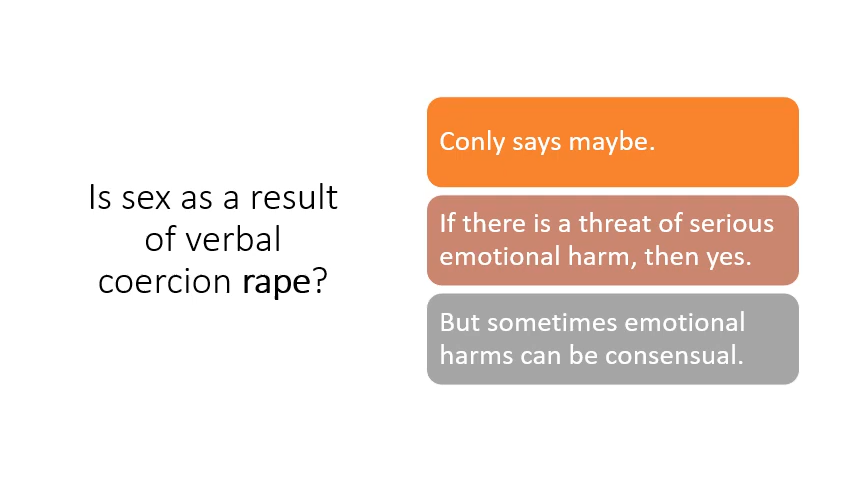 Is sex as a result
of verbal
coercion rape?
Conly says maybe.
If there is a threat of serious
emotional harm, then yes.
But sometimes emotional
harms can be consensual.